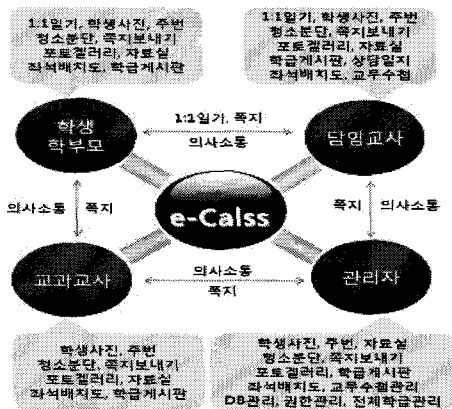 1:1일기, 학생사진, 주번
청소분단, 쪽지보내기
포토겔러리, 자료실
좌석배치도, 학급게시판
1:1일기, 학생사진, 주번
청소분단, 쪽지보내기
포토겔러리, 자료실
학급게시판, 상담일지
좌석배치도, 교무수첩
학생
학부모
1:1일기, 쪽지
의사소통
담임교사
의사소통
쪽지
e-Calss
쪽지
의사소통
교과교사
의사소통
쪽지
관리자
학생사진, 주번
청소분단, 쪽지보내기
포토겔러리, 자료실
좌석배치도, 학급게시판
학생사진, 주번, 자료실
청소분단, 쪽지보내기
포토겔러리, 학급게시판
좌석배치도, 교무수첩관리
DB관리, 권한관리, 전체학급관리